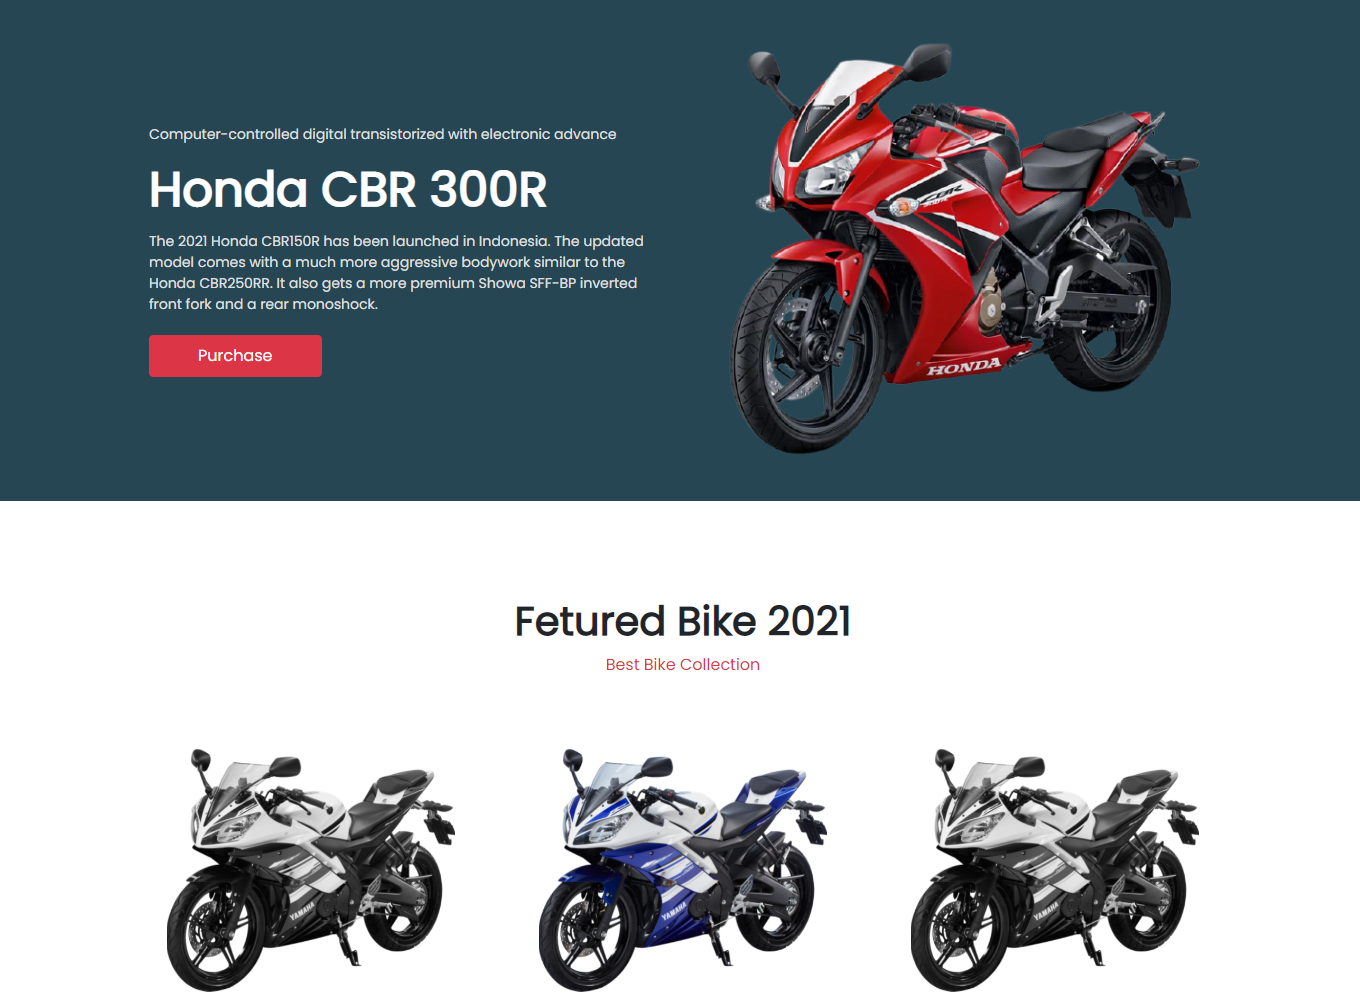 Computer-controlled digital transistorized with electronic advance
Honda CBR 300R
The 2021 Honda CBR150R has been launched in Indonesia. The updated
model comes with a much more aggressive bodywork similar to the
Honda CBR250RR. It also gets a more premium Showa SFF-BP inverted
front fork and a rear monoshock.
Purchase
CBR
HONDA
Fetured Bike 2021
Best Bike Collection
YAMAHA
YAMAHA
YAMAHA